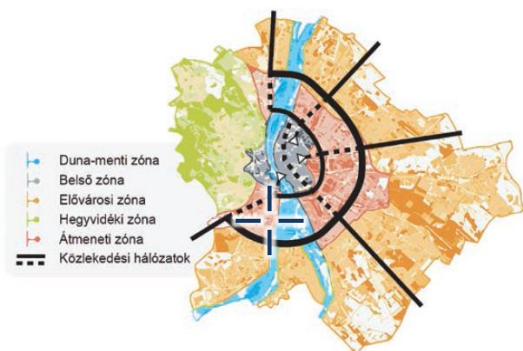 Duna-menti zóna
Belső zóna
Elővárosi zóna
Hegyvidéki zóna
Átmeneti zóna
Közlekedési hálózatok